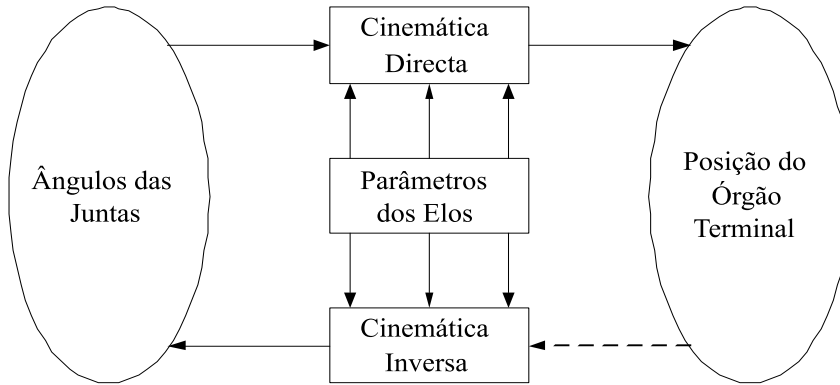 Cinemática
Directa
Ângulos das
Juntas
Parâmetros
dos Elos
Posição do
Órgão
Terminal
Cinemática
Inversa